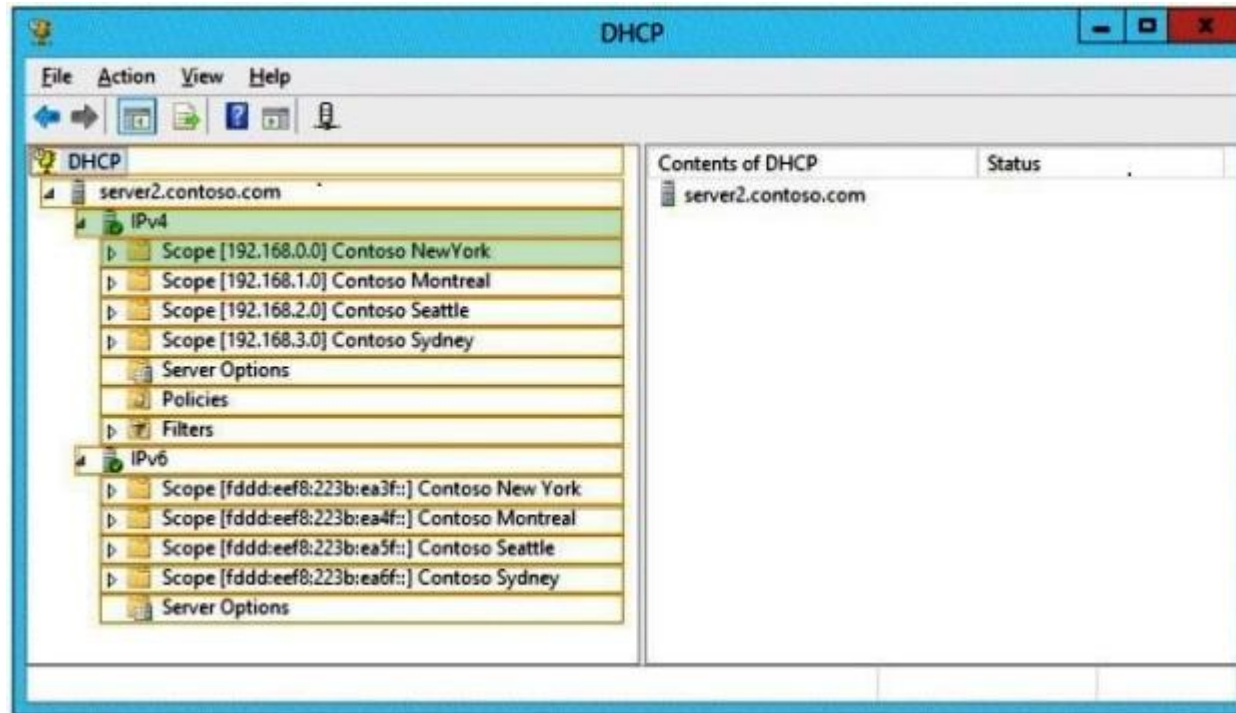 DHCP
File Action View Help
DHCP
server2.contoso.com
IPv4
Scope [192.168.0.0] Contoso NewYork
Scope [192.168.1.0] Contoso Montreal
Scope [192.168.2.0] Contoso Seattle
Scope [192.168.3.0] Contoso Sydney
Server Options
Policies
Filters
IPv6
Scope [fddd:eef8:223b:ea3f::] Contoso New York
Scope [fddd:eef8:223b:ea4f::] Contoso Montreal
Scope [fddd:eef8:223b:ea5f::] Contoso Seattle
Scope [fddd:eef8:223b:ea6f::] Contoso Sydney
Server Options
Contents of DHCP Status
server2.contoso.com